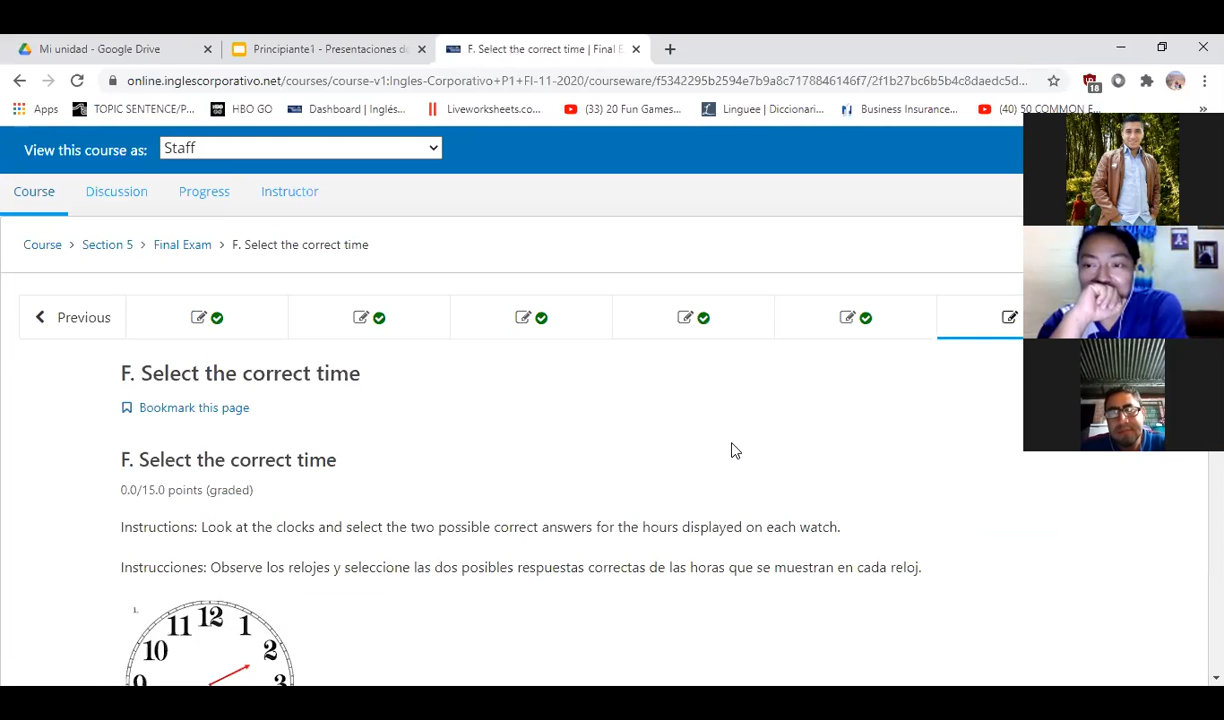 Mi unidad - Google Drive
Principiante1 - Presentaciones de
F. Select the correct time | Final E
online.inglescorporativo.net/courses/course-v1:Ingles-Corporativo+P1+FI-11-2020/courseware/f5342295b2594e7b9a8c7178846146f7/2f1b27bc6b5b4c8daedc5d...
18
Apps
TOPIC SENTENCE/P...
HBO GO
Dashboard | Inglés...
Liveworksheets.co...
(33) 20 Fun Games...
Linguee | Diccionari...
Business Insurance...
(40) 50 COMMON E...
»
View this course as:
Staff
Course
Discussion
Progress
Instructor
Course > Section 5 > Final Exam > F. Select the correct time
Previous
F. Select the correct time
Bookmark this page
F. Select the correct time
0.0/15.0 points (graded)
Instructions: Look at the clocks and select the two possible correct answers for the hours displayed on each watch.
Instrucciones: Observe los relojes y seleccione las dos posibles respuestas correctas de las horas que se muestran en cada reloj.
1.
11 12 1
10 2
9 3